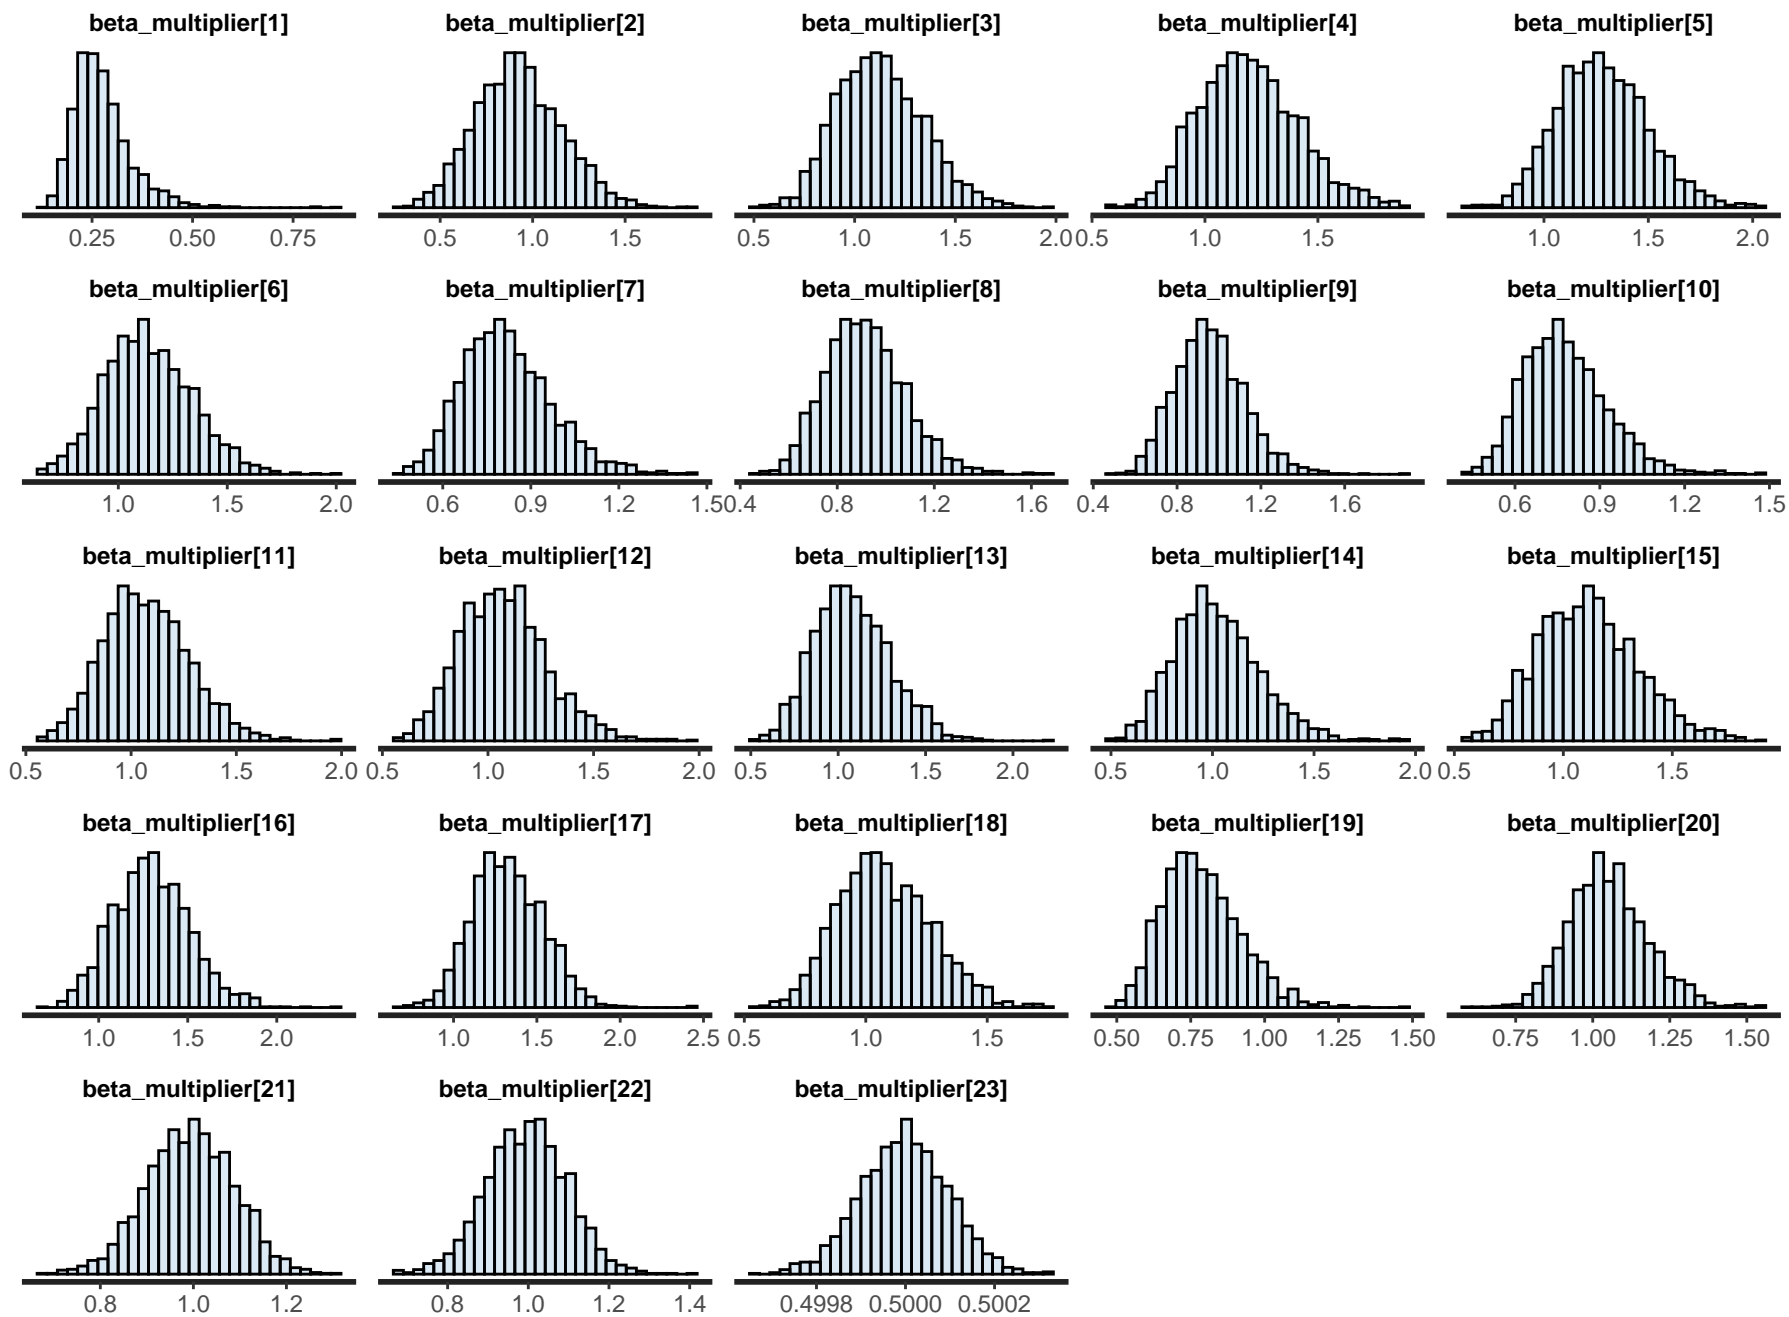 beta_multiplier[1] beta_multiplier[2] beta_multiplier[3] beta_multiplier[4] beta_multiplier[5]
0.25 0.50 0.75 0.5 1.0 1.5 0.5 1.0 1.5 2.0 0.5 1.0 1.5 1.0 1.5 2.0
beta_multiplier[6] beta_multiplier[7] beta_multiplier[8] beta_multiplier[9] beta_multiplier[10]
1.0 1.5 2.0 0.6 0.9 1.2 1.5 0.4 0.8 1.2 1.6 0.4 0.8 1.2 1.6 0.6 0.9 1.2 1.5
beta_multiplier[11] beta_multiplier[12] beta_multiplier[13] beta_multiplier[14] beta_multiplier[15]
0.5 1.0 1.5 2.0 0.5 1.0 1.5 2.0 0.5 1.0 1.5 2.0 0.5 1.0 1.5 2.0 0.5 1.0 1.5
beta_multiplier[16] beta_multiplier[17] beta_multiplier[18] beta_multiplier[19] beta_multiplier[20]
1.0 1.5 2.0 1.0 1.5 2.0 2.5 0.5 1.0 1.5 0.50 0.75 1.00 1.25 1.50 0.75 1.00 1.25 1.50
beta_multiplier[21] beta_multiplier[22] beta_multiplier[23]
0.8 1.0 1.2 0.8 1.0 1.2 1.4 0.4998 0.5000 0.5002